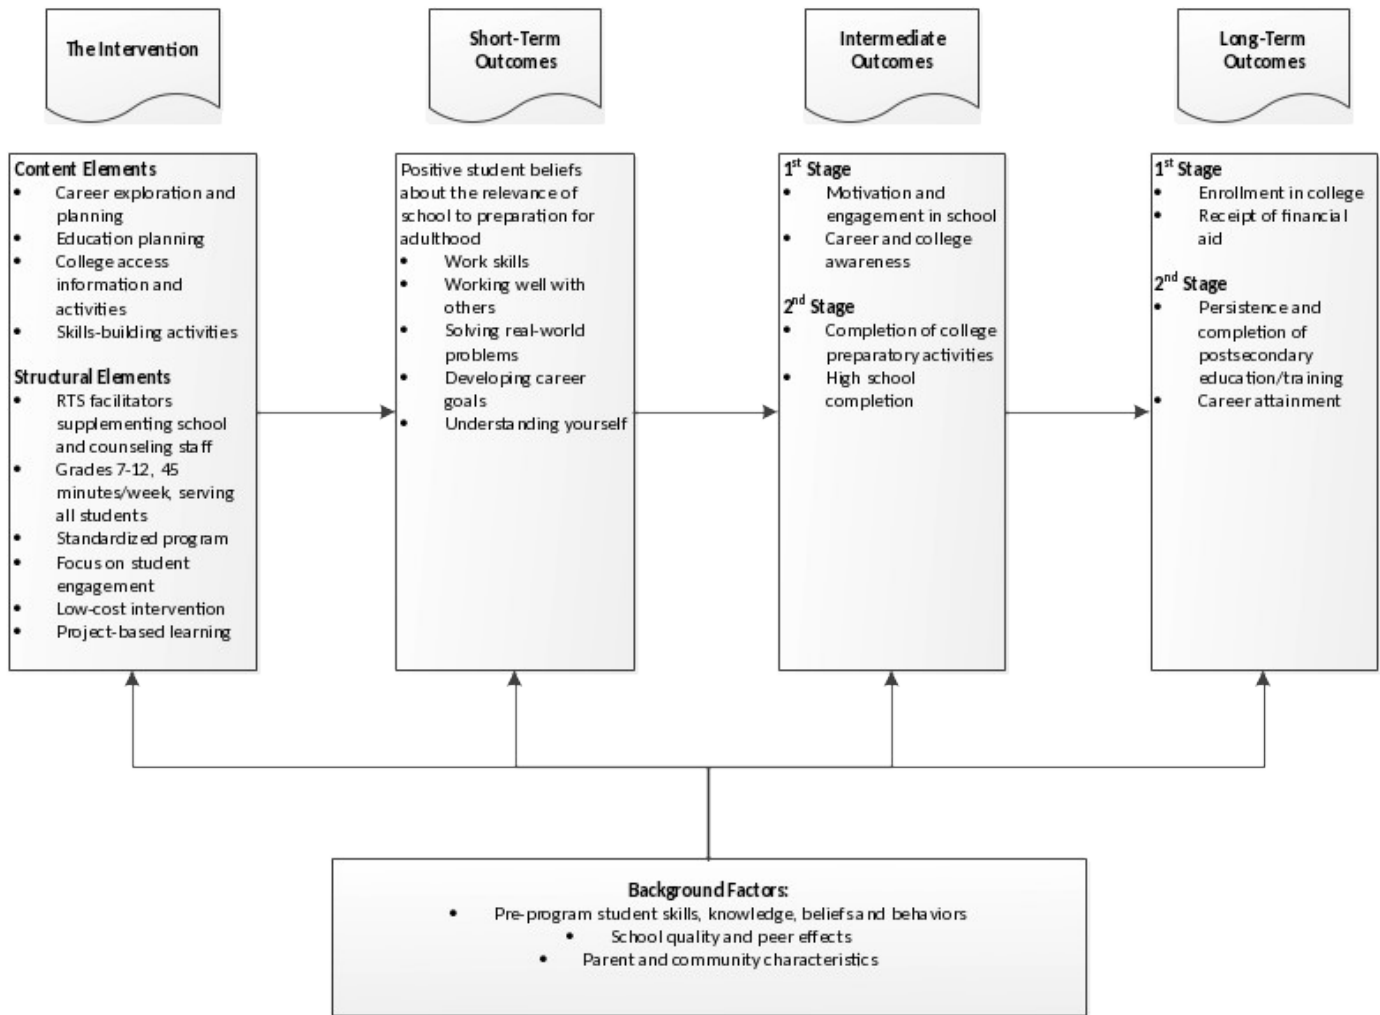 The Intervention
Short-Term
Outcomes
Intermediate
Outcomes
Long-Term
Outcomes
Content Elements
• Career exploration and
planning
• Education planning
• College access
information and
activities
• Skills-building activities
Structural Elements
• RTS facilitators
supplementing school
and counseling staff
• Grades 7-12, 45
minutes/week, serving
all students
• Standardized program
• Focus on student
engagement
• Low-cost intervention
• Project-based learning
Positive student beliefs
about the relevance of
school to preparation for
adulthood
• Work skills
• Working well with
others
• Solving real-world
problems
• Developing career
goals
• Understanding yourself
1st Stage
• Motivation and
engagement in school
• Career and college
awareness
2nd Stage
• Completion of college
preparatory activities
• High school
completion
1st Stage
• Enrollment in college
• Receipt of financial
aid
2nd Stage
• Persistence and
completion of
postsecondary
education/training
• Career attainment
Background Factors:
• Pre-program student skills, knowledge, beliefs and behaviors
• School quality and peer effects
• Parent and community characteristics